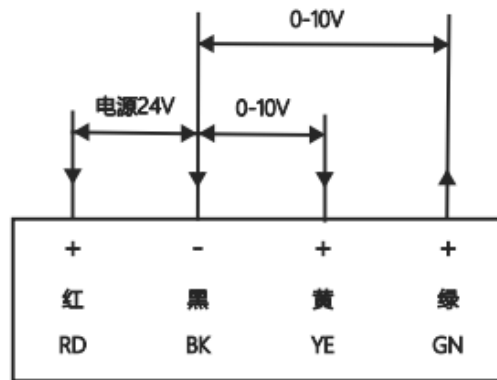 0-10V
电源24V 0-10V
+ - + +
红 黑 黄 绿
RD BK YE GN